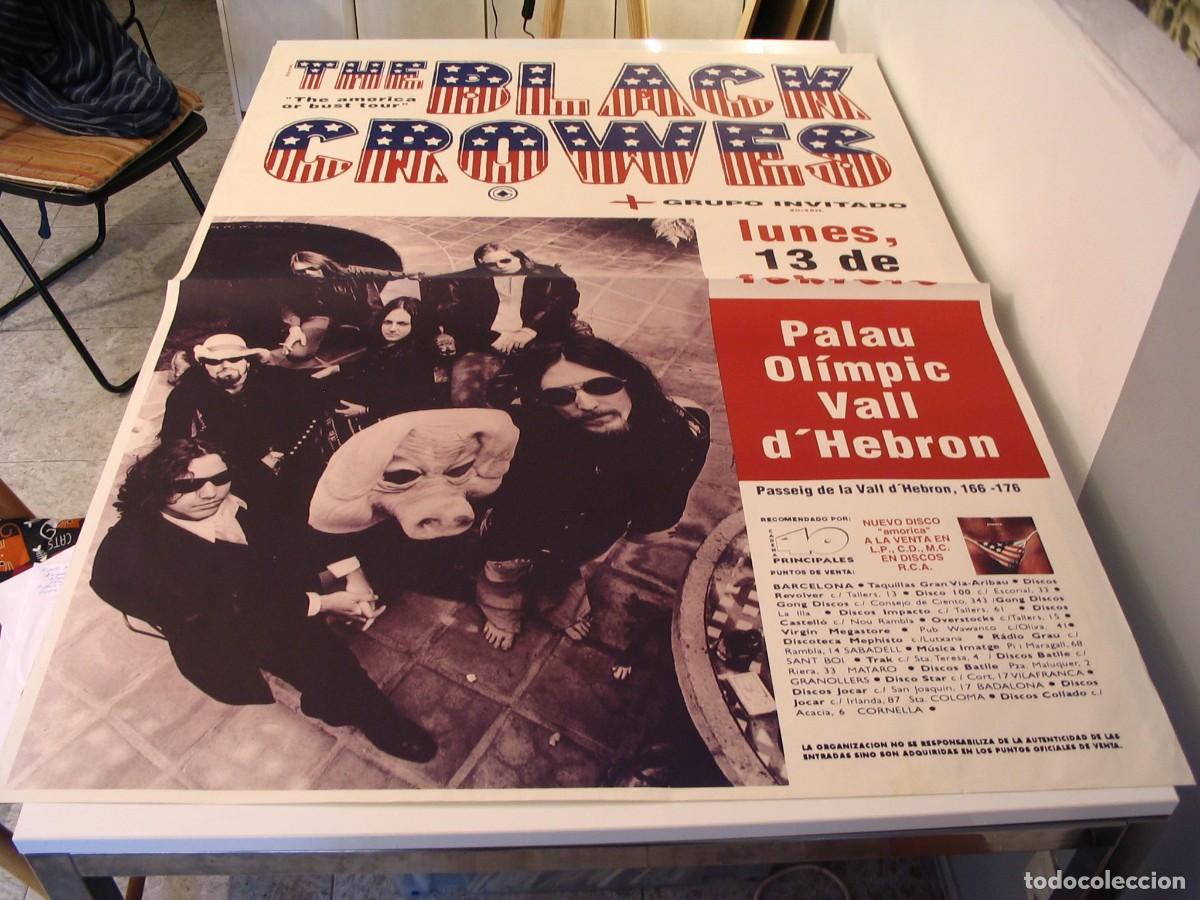 THE BLACK
"The amorica
or bust tour"
CROWES
+ GRUPO INVITADO
lunes,
13 de
febrero
Palau
Olímpic
Vall
d´Hebron
Passeig de la Vall d´Hebron, 166 -176
RECOMENDADO POR:
CADENA
40
PRINCIPALES
PUNTOS DE VENTA:
NUEVO DISCO
"amorica"
A LA VENTA EN
L.P., C.D., M.C.
EN DISCOS
R.C.A.
BARCELONA • Taquillas Gran Via-Aribau • Discos
Revolver c/ Tallers, 13 • Disco 100 c/ Escorial, 33 •
Gong Discos c/ Consejo de Ciento, 343 /Gong Discos
La Illa • Discos Impacto c/ Tallers, 61 • Discos
Castelló c/ Nou Rambla • Overstocks c/Tallers, 15 •
Virgin Megastore • Pub Wawanco c/Oliva, 41 •
Discoteca Mephisto c/Lutxana • Ràdio Grau c/
Rambla, 14 SABADELL • Música Imatge Pi i Maragall, 68
SANT BOI • Trak c/ Sta. Teresa, 4 / Discos Batlle c/
Riera, 33 MATARO • Discos Batlle Pza. Maluquer, 2
GRANOLLERS • Disco Star c/ Cort, 17 VILAFRANCA •
Discos Jocar c/ San Joaquin, 17 BADALONA • Discos
Jocar c/ Irlanda, 87 Sta. COLOMA • Discos Collado c/
Acacia, 6 CORNELLA •
LA ORGANIZACION NO SE RESPONSABILIZA DE LA AUTENTICIDAD DE LAS
ENTRADAS SINO SON ADQUIRIDAS EN LOS PUNTOS OFICIALES DE VENTA.
CATS
todocoleccion